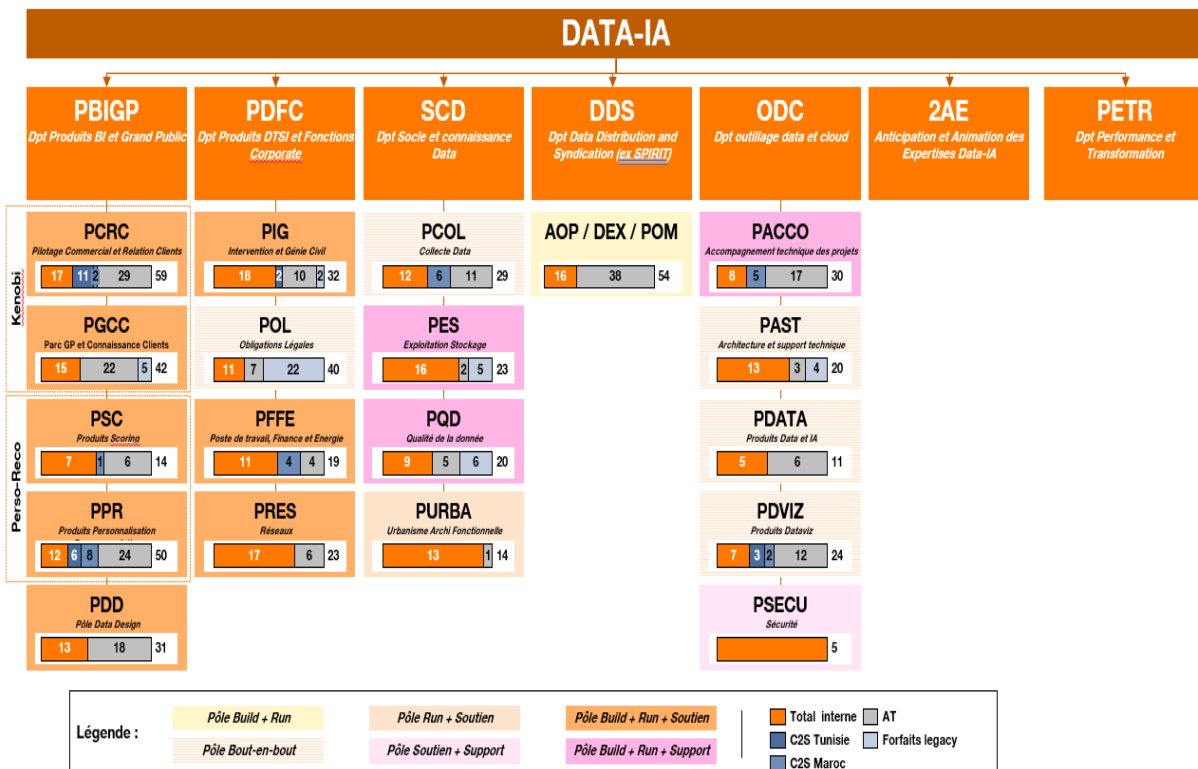 DATA-IA
PBIGP
Dpt Produits BI et Grand Public
PDFC
Dpt Produits DTSI et Fonctions
Corporate
SCD
Dpt Socle et connaissance
Data
DDS
Dpt Data Distribution and
Syndication (ex SPIRIT)
ODC
Dpt outillage data et cloud
2AE
Anticipation et Animation des
Expertises Data-IA
PETR
Dpt Performance et
Transformation
Kenobi
PCRC
Pilotage Commercial et Relation Clients
17 11 2 29 59
PGCC
Parc GP et Connaissance Clients
15 22 5 42
Perso-Reco
PSC
Produits Scoring
7 1 6 14
PPR
Produits Personnalisation
12 6 8 24 50
PDD
Pôle Data Design
13 18 31
PIG
Intervention et Génie Civil
18 2 10 2 32
POL
Obligations Légales
11 7 22 40
PFFE
Poste de travail, Finance et Energie
11 4 4 19
PRES
Réseaux
17 6 23
PCOL
Collecte Data
12 6 11 29
PES
Exploitation Stockage
16 2 5 23
PQD
Qualité de la donnée
9 5 6 20
PURBA
Urbanisme Archi Fonctionnelle
13 1 14
AOP / DEX / POM
16 38 54
PACCO
Accompagnement technique des projets
8 5 17 30
PAST
Architecture et support technique
13 3 4 20
PDATA
Produits Data et IA
5 6 11
PDVIZ
Produits Dataviz
7 3 2 12 24
PSECU
Sécurité
5
Légende :
Pôle Build + Run
Pôle Run + Soutien
Pôle Build + Run + Soutien
Pôle Bout-en-bout
Pôle Soutien + Support
Pôle Build + Run + Support
Total interne
AT
C2S Tunisie
Forfaits legacy
C2S Maroc